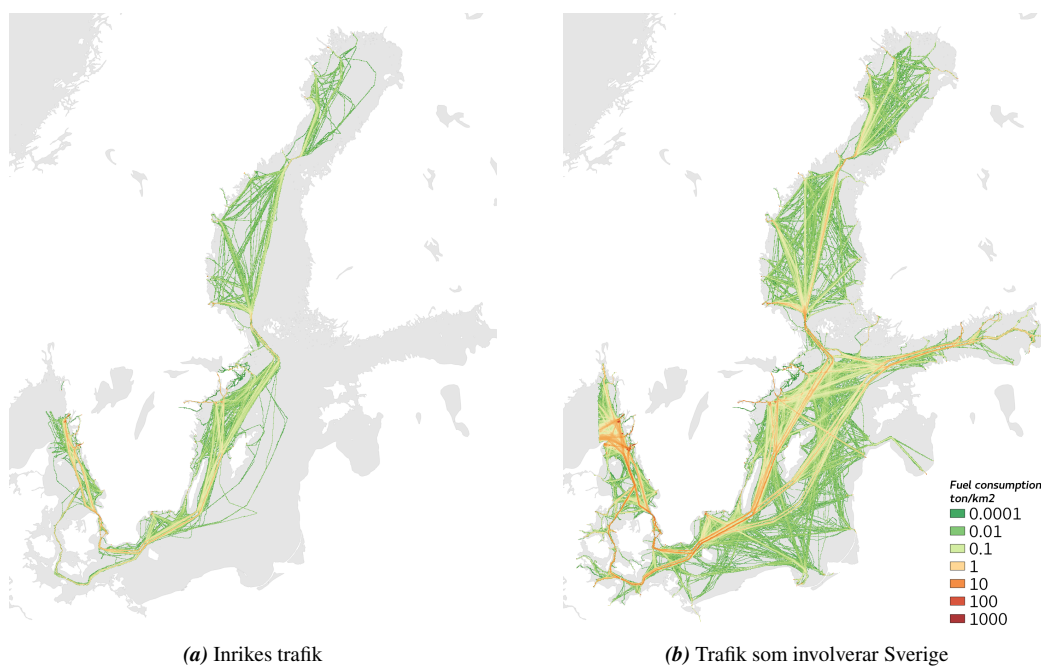 Fuel consumption
ton/km2
0.0001
0.01
0.1
1
10
100
1000
(a) Inrikes trafik
(b) Trafik som involverar Sverige